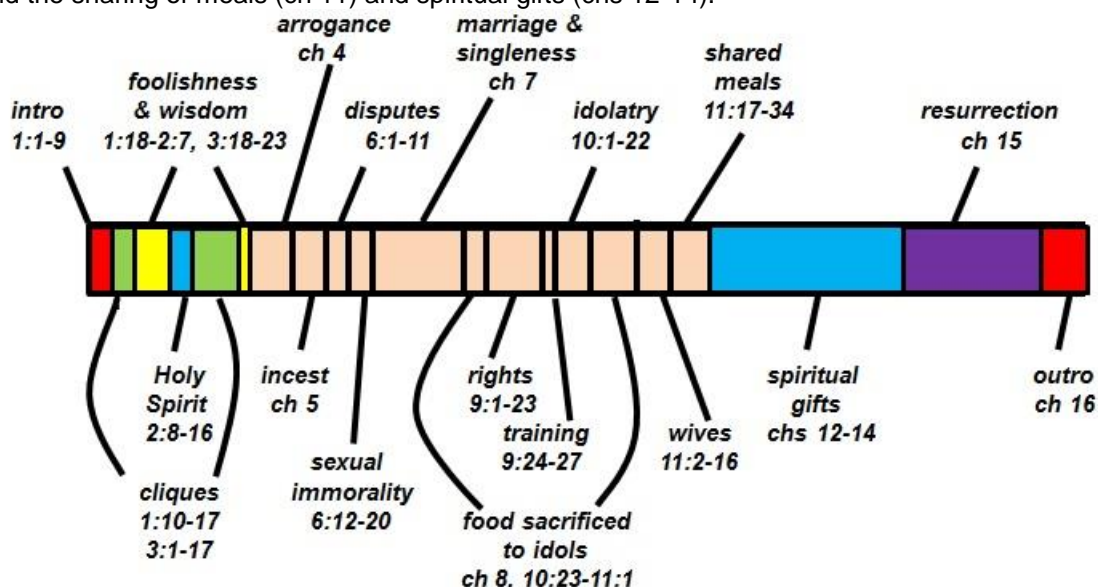 the sharing of meals (ch 11) and spiritual gifts (chs 12-14).
arrogance
ch 4
marriage &
singleness
ch 7
shared
meals
11:17-34
foolishness
& wisdom
1:18-2:7, 3:18-23
intro
1:1-9
disputes
6:1-11
idolatry
10:1-22
resurrection
ch 15
Holy
Spirit
2:8-16
incest
ch 5
rights
9:1-23
training
9:24-27
wives
11:2-16
spiritual
gifts
chs 12-14
outro
ch 16
cliques
1:10-17
3:1-17
sexual
immorality
6:12-20
food sacrificed
to idols
ch 8, 10:23-11:1